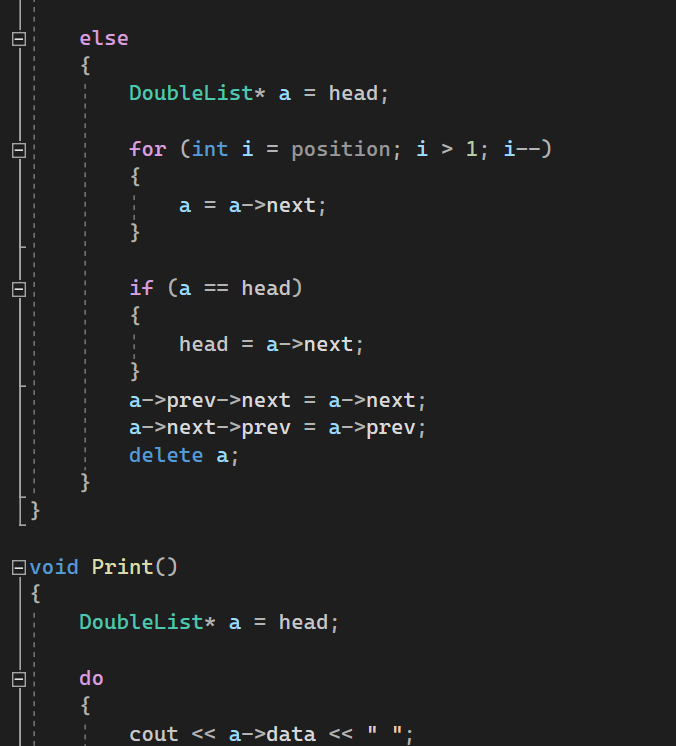 else
{
DoubleList* a = head;
for (int i = position; i > 1; i--)
{
a = a->next;
}
if (a == head)
{
head = a->next;
}
a->prev->next = a->next;
a->next->prev = a->prev;
delete a;
}
}
void Print()
{
DoubleList* a = head;
do
{
cout << a->data << " ";